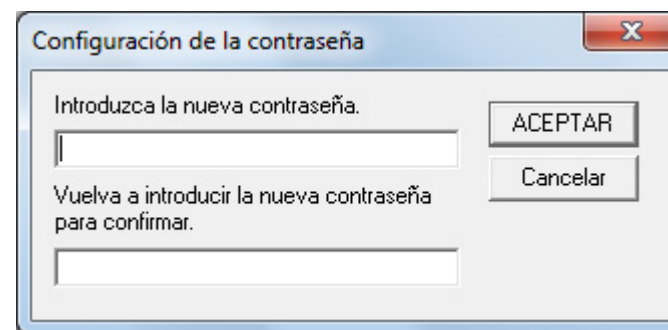 Configuración de la contraseña
Introduzca la nueva contraseña.
ACEPTAR
Cancelar
Vuelva a introducir la nueva contraseña
para confirmar.